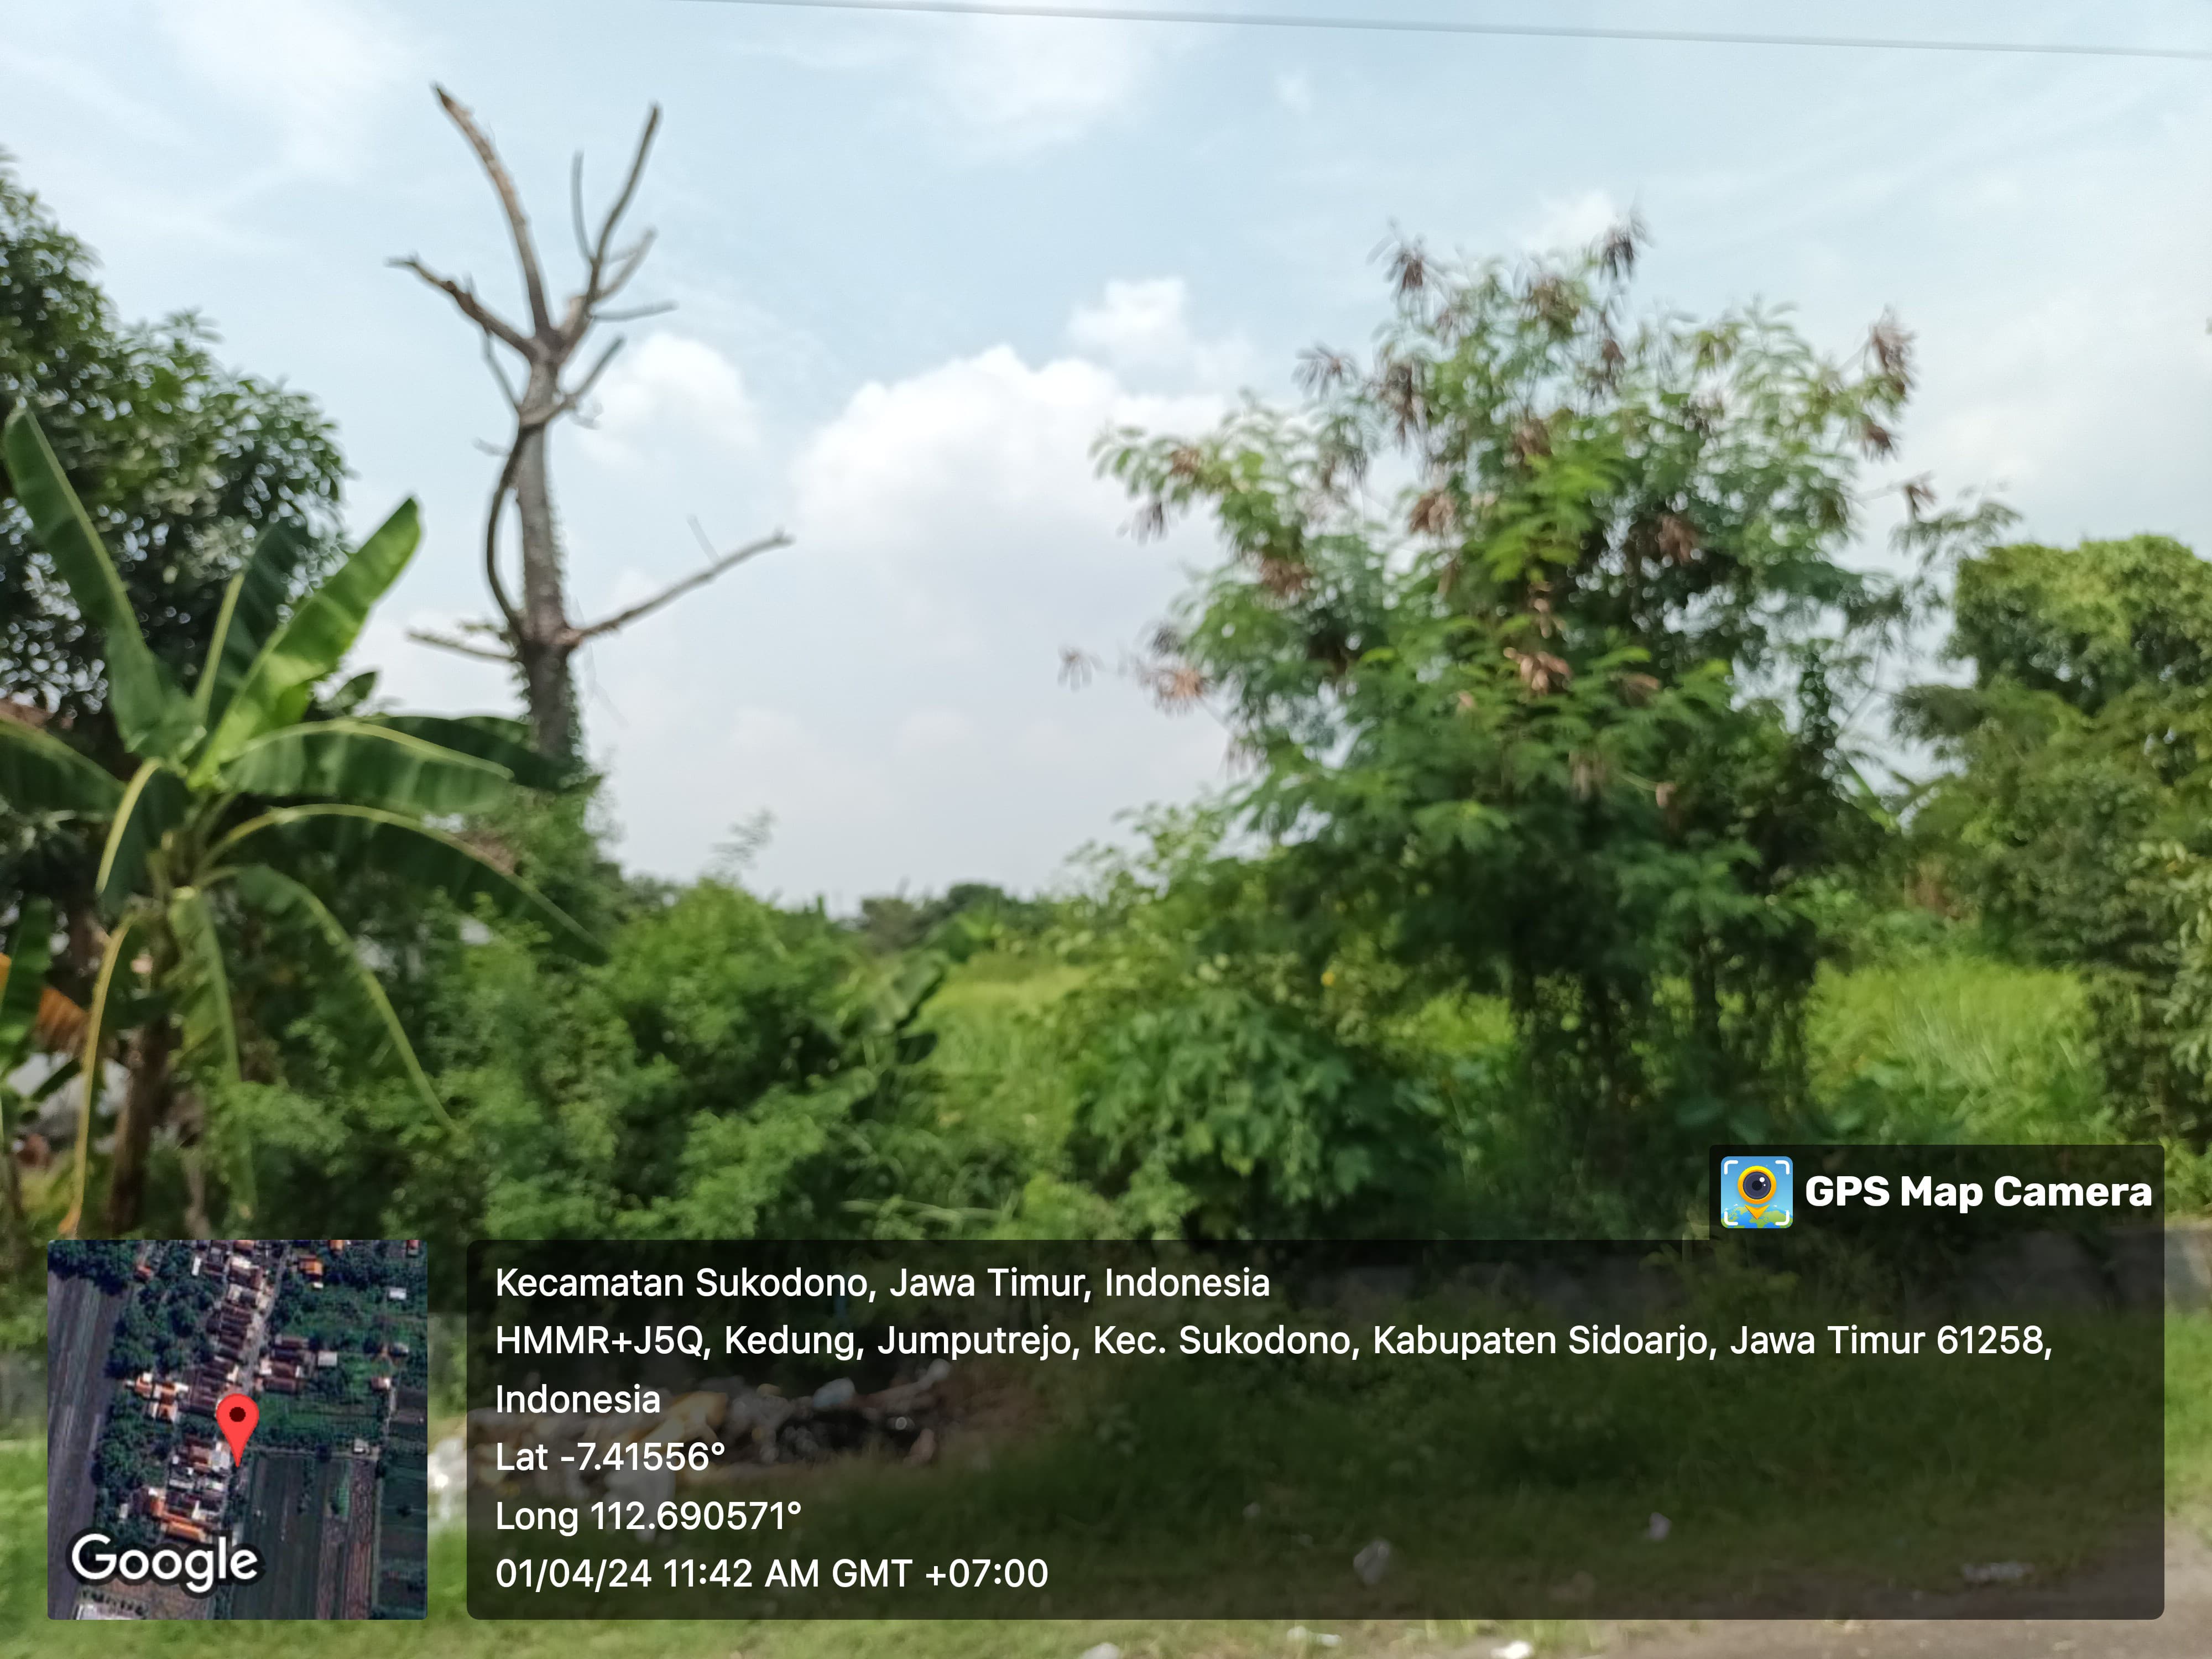 GPS Map Camera
Kecamatan Sukodono, Jawa Timur, Indonesia
HMMR+J5Q, Kedung, Jumputrejo, Kec. Sukodono, Kabupaten Sidoarjo, Jawa Timur 61258,
Indonesia
Lat -7.41556°
Long 112.690571°
01/04/24 11:42 AM GMT +07:00
Google